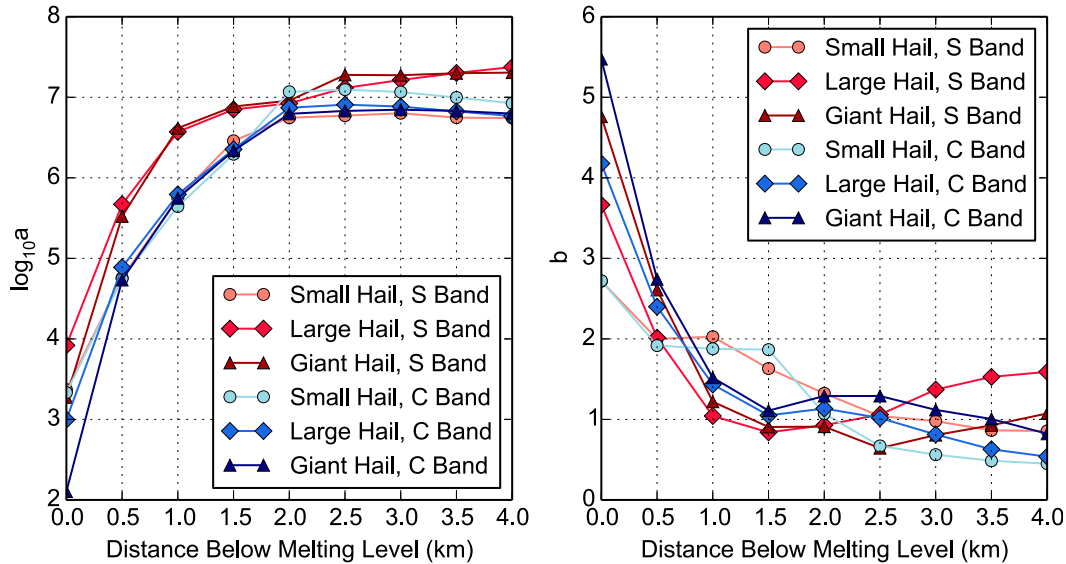 8
7
6
5
4
3
2
log10a
0.0 0.5 1.0 1.5 2.0 2.5 3.0 3.5 4.0
Distance Below Melting Level (km)
Small Hail, S Band
Large Hail, S Band
Giant Hail, S Band
Small Hail, C Band
Large Hail, C Band
Giant Hail, C Band
6
5
4
3
2
1
0
b
0.0 0.5 1.0 1.5 2.0 2.5 3.0 3.5 4.0
Distance Below Melting Level (km)
Small Hail, S Band
Large Hail, S Band
Giant Hail, S Band
Small Hail, C Band
Large Hail, C Band
Giant Hail, C Band